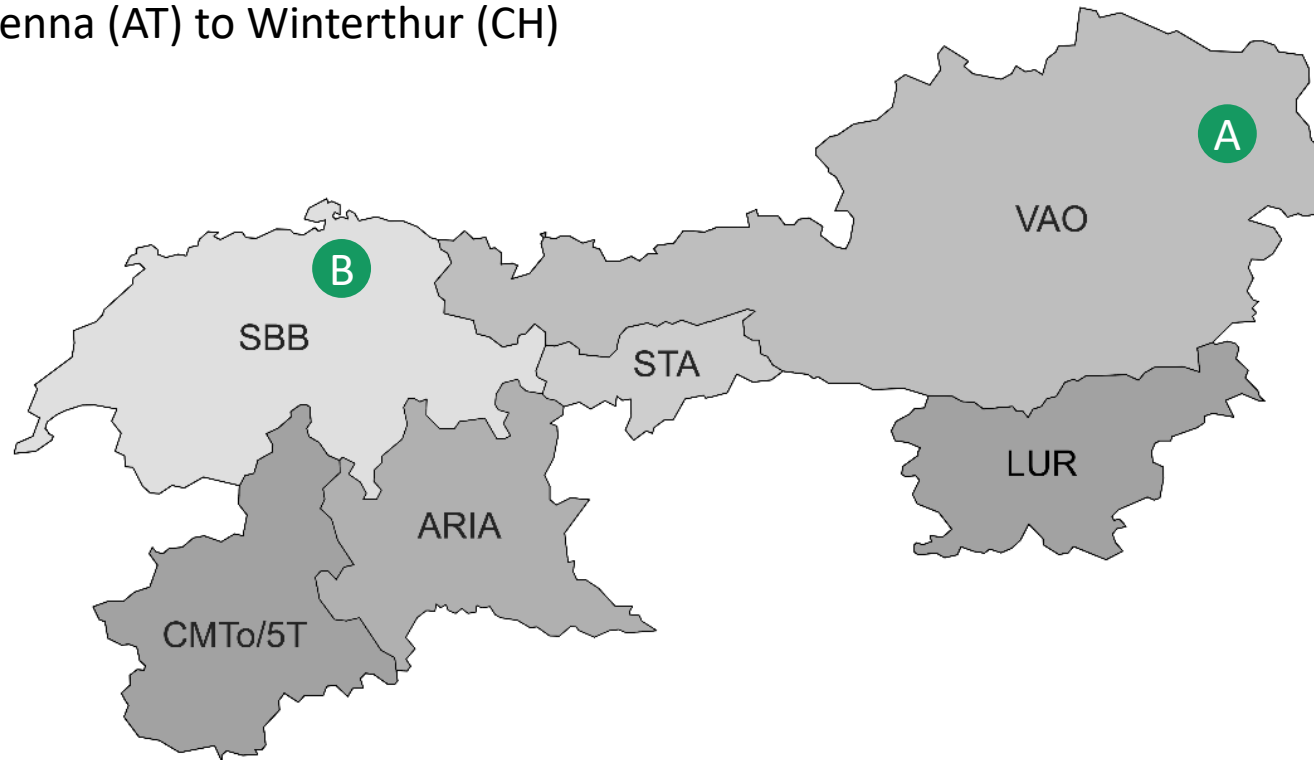 enna (AT) to Winterthur (CH)
A
VAO
B
SBB
STA
LUR
ARIA
CMTo/5T